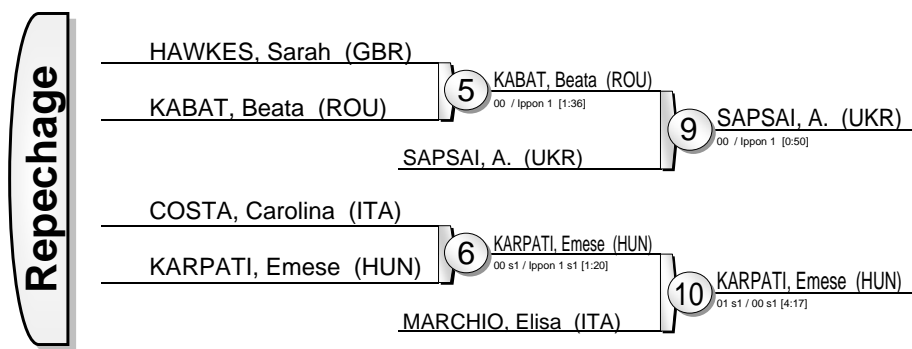 Repechage
HAWKES, Sarah (GBR)
KABAT, Beata (ROU)
5
KABAT, Beata (ROU)
00 / Ippon 1 [1:36]
SAPSAI, A. (UKR)
9
SAPSAI, A. (UKR)
00 / Ippon 1 [0:50]
COSTA, Carolina (ITA)
KARPATI, Emese (HUN)
6
KARPATI, Emese (HUN)
00 s1 / Ippon 1 s1 [1:20]
MARCHIO, Elisa (ITA)
10
KARPATI, Emese (HUN)
01 s1 / 00 s1 [4:17]